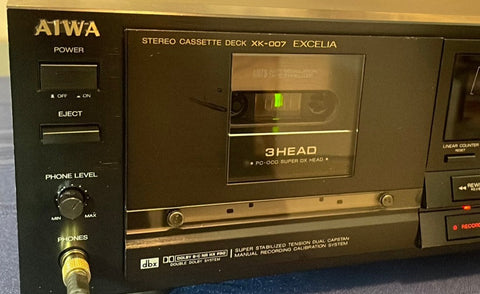 AIWA
STEREO CASSETTE DECK XK-007 EXCELIA
POWER
OFF ON
EJECT
3HEAD
PC-OCC SUPER DX HEAD
LINEAR COUNTER
RESET
PHONE LEVEL
MIN MAX
REW
RECORD
PHONES
dbx DOLBY B-C NR HX PRO
DOUBLE DOLBY SYSTEM
SUPER STABILIZED TENSION DUAL CAPSTAN
MANUAL RECORDING CALIBRATION SYSTEM